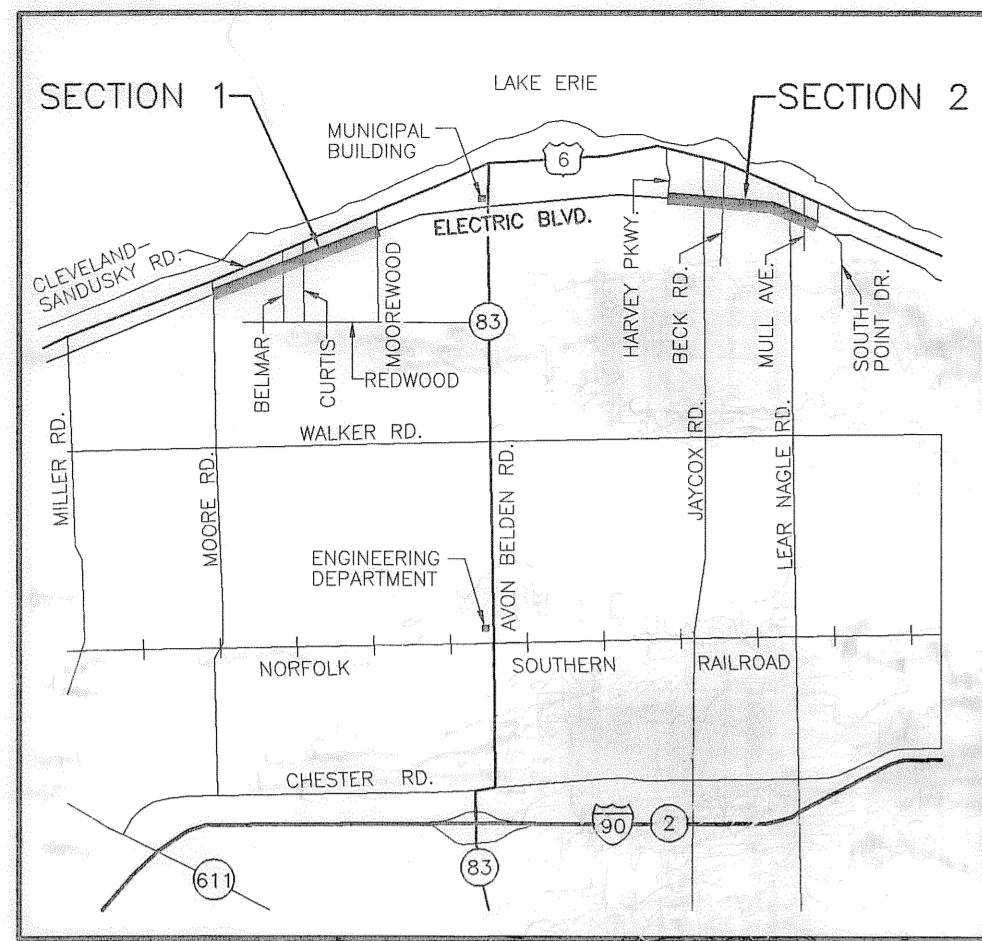 LAKE ERIE
SECTION 1
SECTION 2
MUNICIPAL
BUILDING
6
ELECTRIC BLVD.
CLEVELAND-
SANDUSKY RD.
HARVEY PKWY.
BECK RD.
MULL AVE.
SOUTH
POINT DR.
BELMAR
CURTIS
MOOREWOOD
83
REDWOOD
WALKER RD.
MILLER RD.
MOORE RD.
AVON BELDEN RD.
JAYCOX RD.
LEAR NAGLE RD.
ENGINEERING
DEPARTMENT
NORFOLK SOUTHERN RAILROAD
CHESTER RD.
90
2
83
611